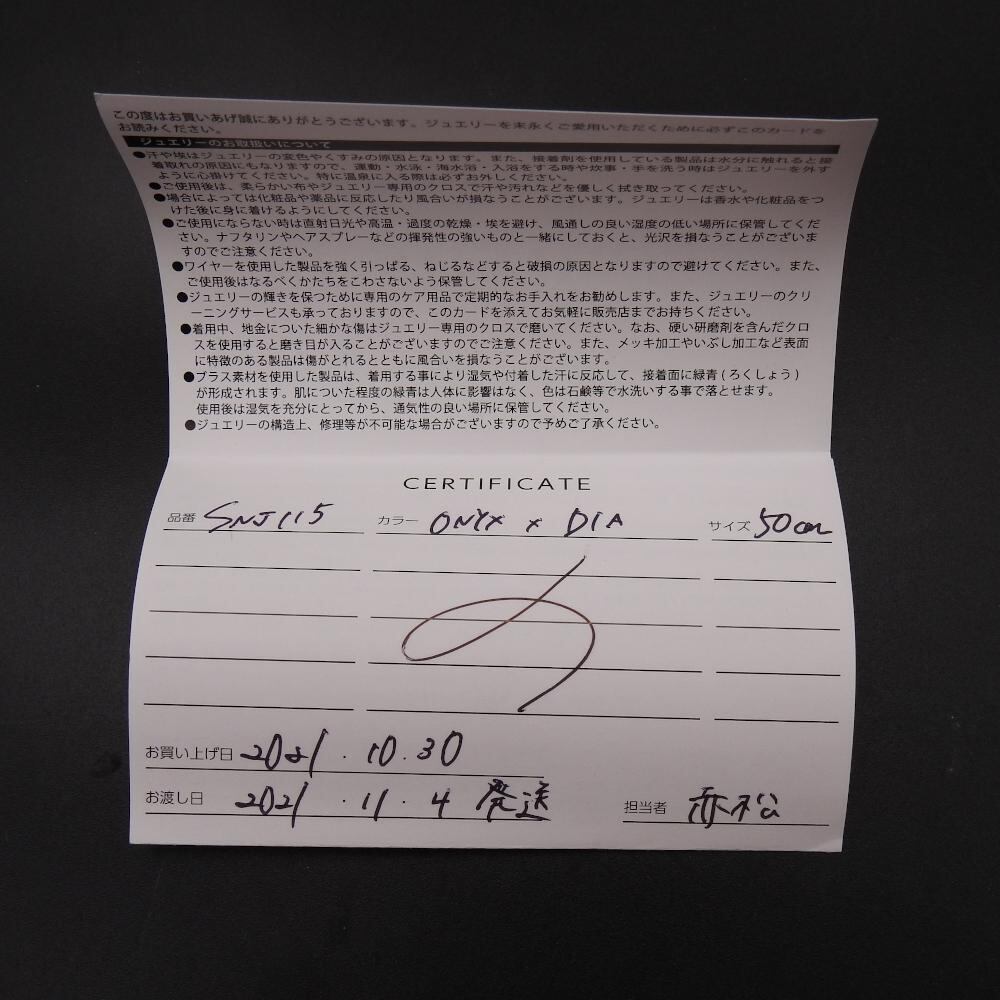 この度はお買いあげ誠にありがとうございます。ジュエリーを末永くご愛用いただくために必ずこのカードを
お読みください。
ジュエリーのお取扱いについて
●汗や埃はジュエリーの変色やくすみの原因となります。また、接着剤を使用している製品は水分に触れると接
着取れの原因にもなりますので、運動・水泳・海水浴・入浴をする時や炊事・手を洗う時はジュエリーを外す
ように心掛けてください。特に温泉に入る際は必ずお外しください。
●ご使用後は、柔らかい布やジュエリー専用のクロスで汗や汚れなどを優しく拭き取ってください。
●場合によっては化粧品や薬品に反応したり風合いが損なうことがございます。ジュエリーは香水や化粧品をつ
けた後に身に着けるようにしてください。
●ご使用にならない時は直射日光や高温・過度の乾燥・埃を避け、風通しの良い湿度の低い場所に保管してくだ
さい。ナフタリンやヘアスプレーなどの揮発性の強いものと一緒にしておくと、光沢を損なうことがございま
すのでご注意ください。
●ワイヤーを使用した製品を強く引っぱる、ねじるなどすると破損の原因となりますので避けてください。また、
ご使用後はなるべくかたちをこわさないよう保管してください。
●ジュエリーの輝きを保つために専用のケア用品で定期的なお手入れをお勧めします。また、ジュエリーのクリ
ーニングサービスも承っておりますので、このカードを添えてお気軽に販売店までお持ちください。
●着用中、地金についた細かな傷はジュエリー専用のクロスで磨いてください。なお、硬い研磨剤を含んだクロ
スを使用すると磨き目が入ることがございますのでご注意ください。また、メッキ加工やいぶし加工など表面
に特徴のある製品は傷がとれるとともに風合いを損なうことがございます。
●ブラス素材を使用した製品は、着用する事により湿気や付着した汗に反応して、接着面に緑青(ろくしょう)
が形成されます。肌についた程度の緑青は人体に影響はなく、色は石鹸等で水洗いする事で落とせます。
使用後は湿気を充分にとってから、通気性の良い場所に保管してください。
●ジュエリーの構造上、修理等が不可能な場合がございますので予めご了承ください。
CERTIFICATE
品番 SNJ115 カラー ONYX x DIA サイズ 50cm
お買い上げ日 2021.10.30
お渡し日 2021.11.4 発送 担当者 赤松